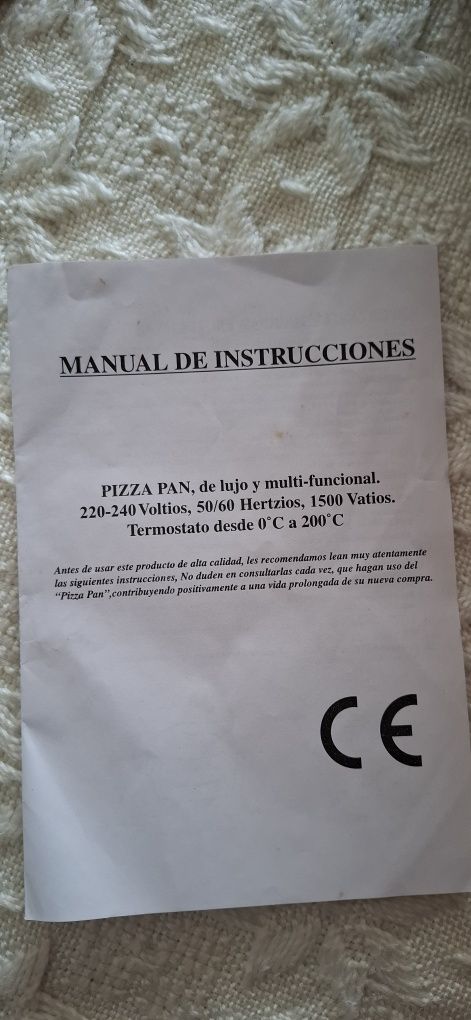 MANUAL DE INSTRUCCIONES
PIZZA PAN, de lujo y multi-funcional.
220-240 Voltios, 50/60 Hertzios, 1500 Vatios.
Termostato desde 0˚C a 200˚C
Antes de usar este producto de alta calidad, les recomendamos lean muy atentamente
las siguientes instrucciones, No duden en consultarlas cada vez, que hagan uso del
“Pizza Pan”,contribuyendo positivamente a una vida prolongada de su nueva compra.
CE